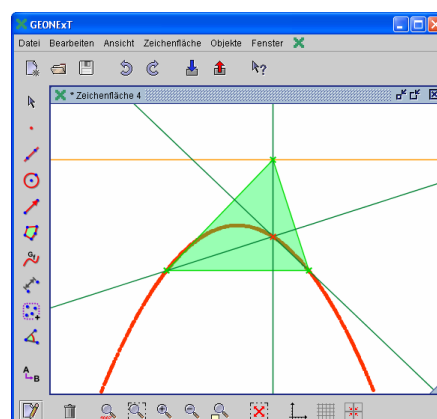 GEONExT
Datei Bearbeiten Ansicht Zeichenfläche Objekte Fenster
* Zeichenfläche 4
A
B